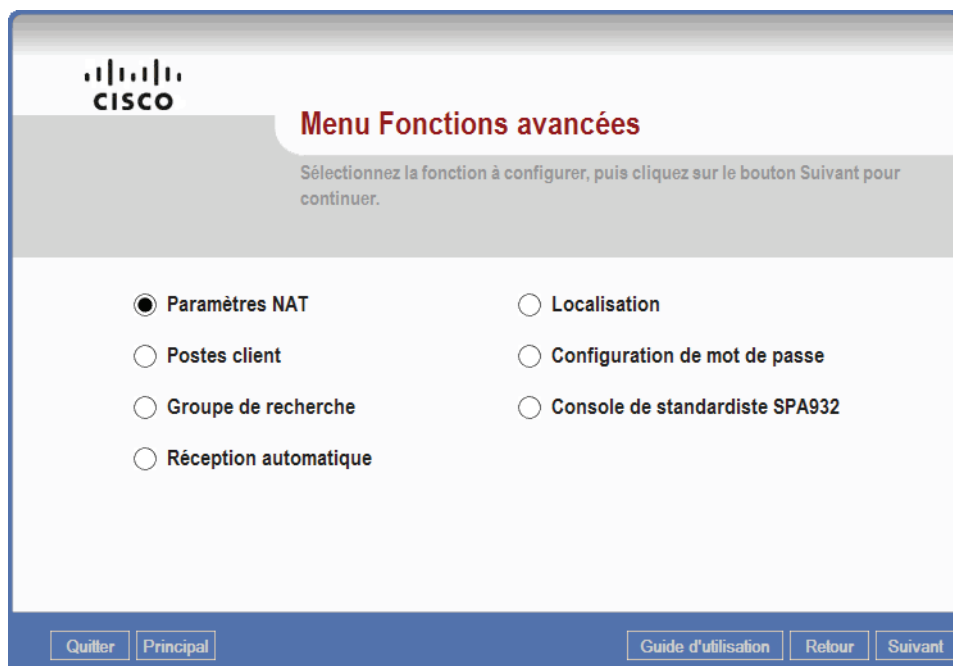 CISCO
Menu Fonctions avancées
Sélectionnez la fonction à configurer, puis cliquez sur le bouton Suivant pour
continuer.
Paramètres NAT
Postes client
Groupe de recherche
Réception automatique
Localisation
Configuration de mot de passe
Console de standardiste SPA932
Quitter
Principal
Guide d'utilisation
Retour
Suivant